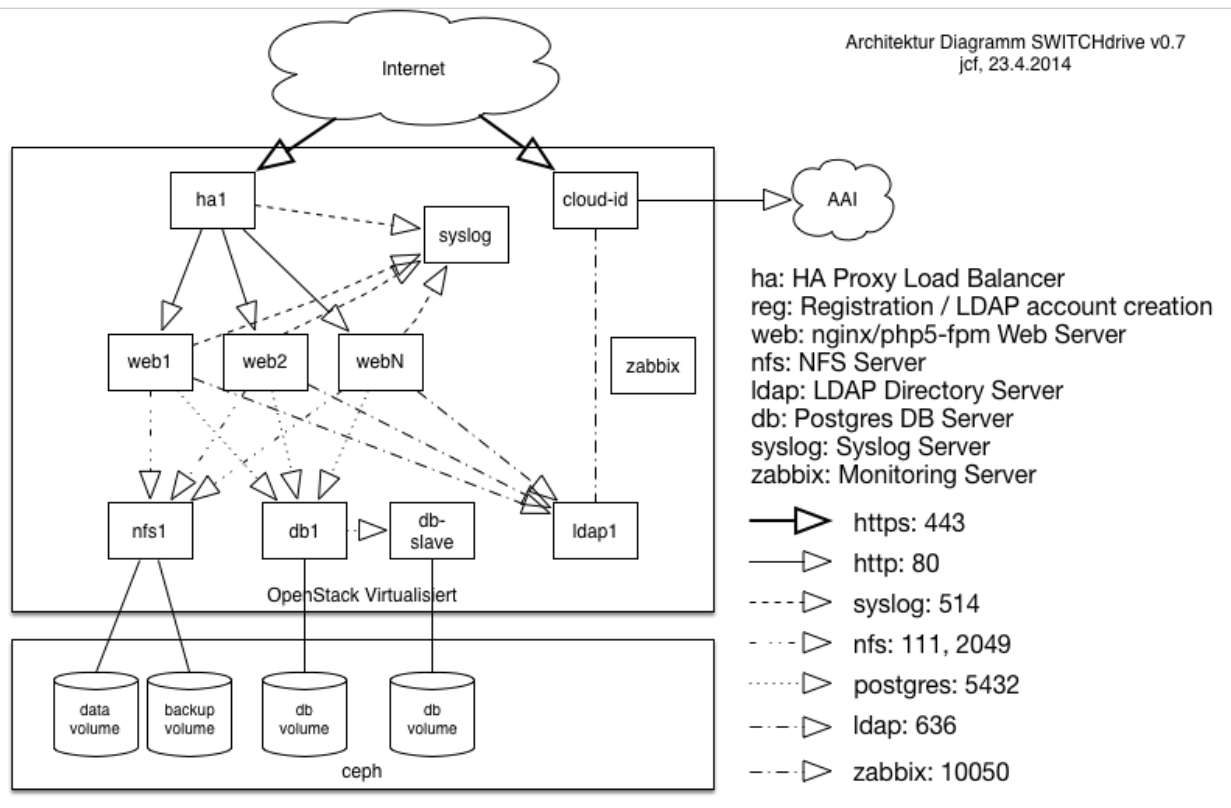 Architektur Diagramm SWITCHdrive v0.7
jcf, 23.4.2014
Internet
ha1
cloud-id
AAI
syslog
web1
web2
webN
zabbix
nfs1
db1
db-
slave
ldap1
OpenStack Virtualisiert
data
volume
backup
volume
db
volume
db
volume
ceph
ha: HA Proxy Load Balancer
reg: Registration / LDAP account creation
web: nginx/php5-fpm Web Server
nfs: NFS Server
ldap: LDAP Directory Server
db: Postgres DB Server
syslog: Syslog Server
zabbix: Monitoring Server
https: 443
http: 80
syslog: 514
nfs: 111, 2049
postgres: 5432
ldap: 636
zabbix: 10050